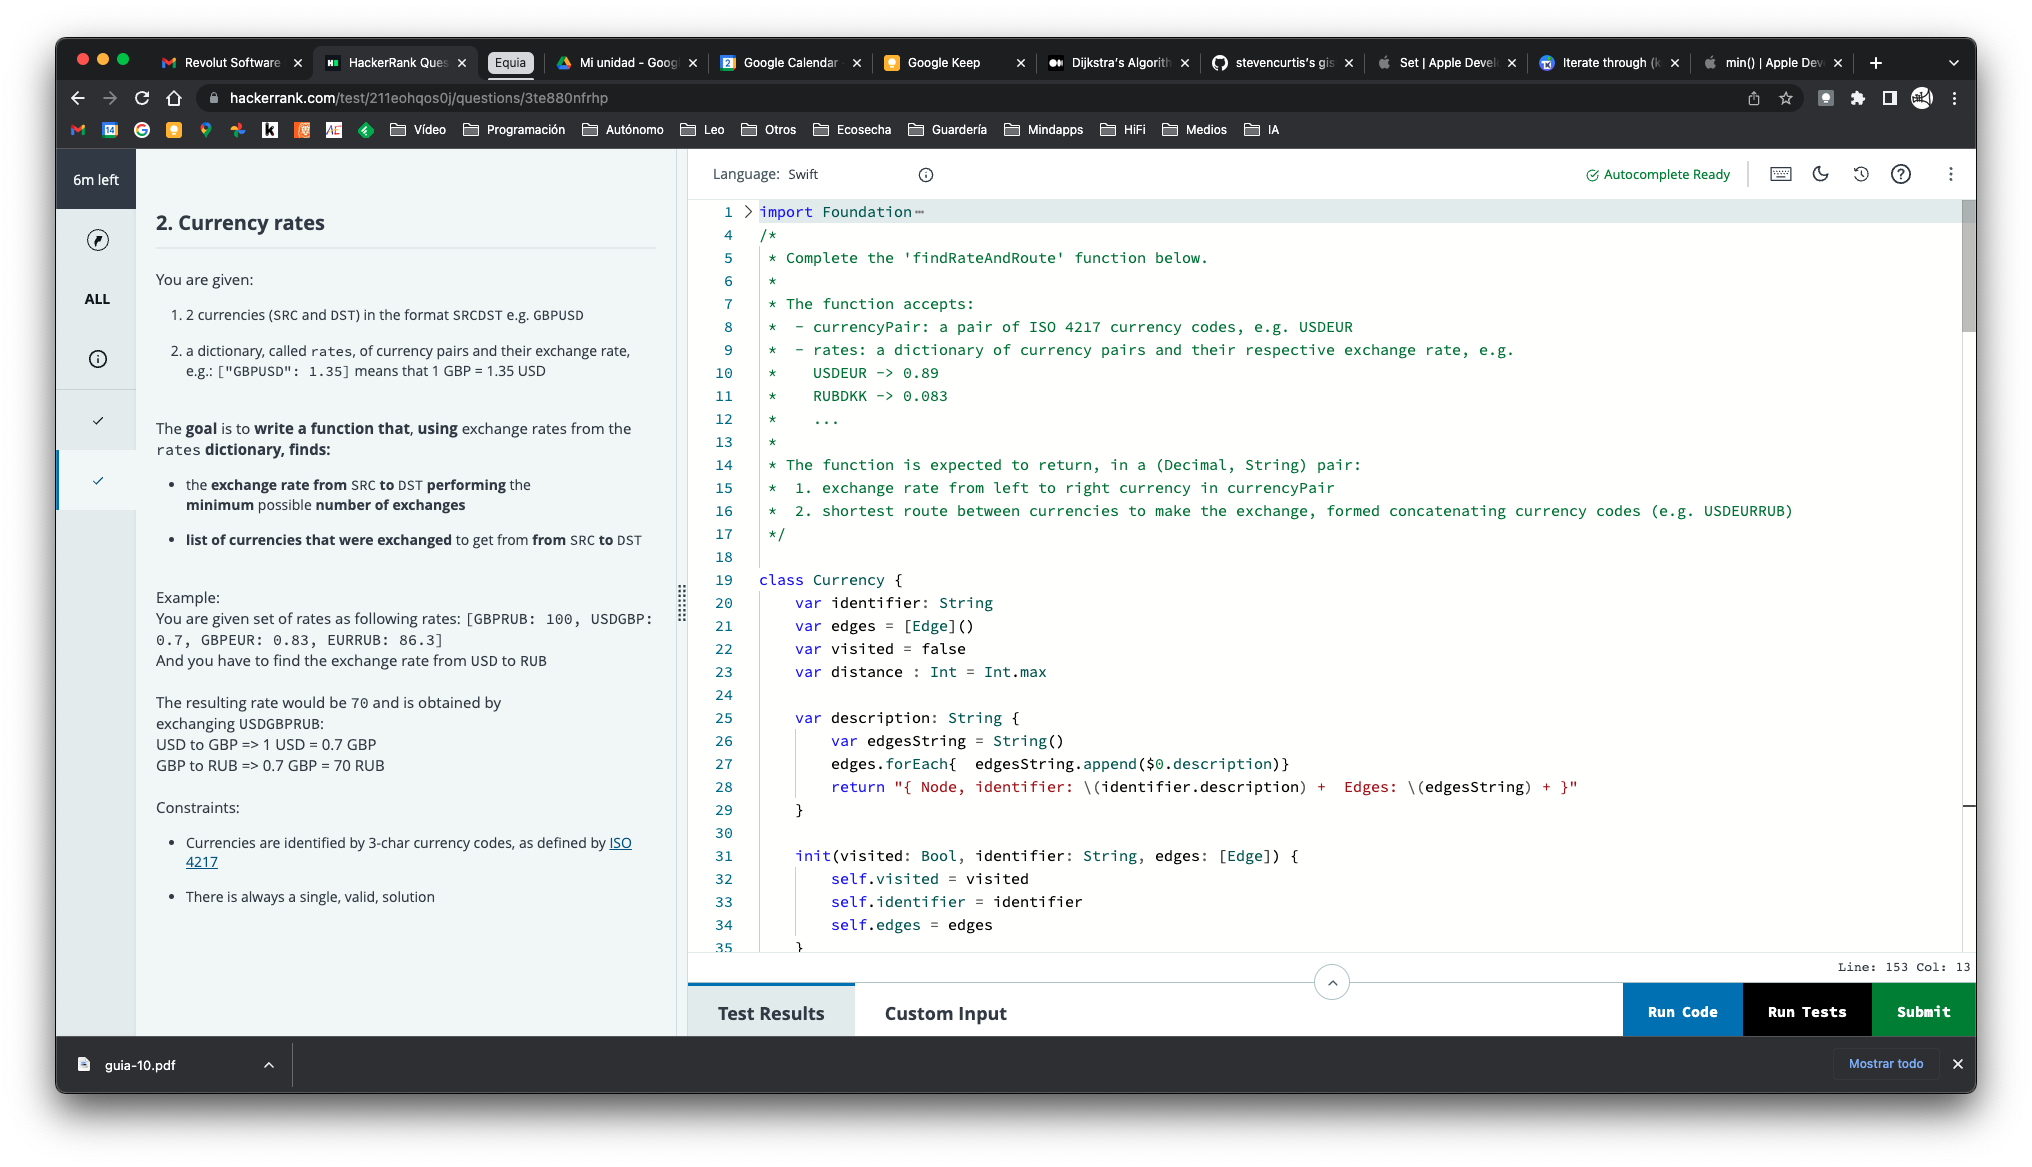 Revolut Software
HackerRank Ques
Equia
Mi unidad - Goog
Google Calendar
Google Keep
Dijkstra's Algorith
stevencurtis's gis
Set | Apple Devel
Iterate through (k
min() | Apple Dev
hackerrank.com/test/211eohqos0j/questions/3te880nfrhp
Vídeo
Programación
Autónomo
Leo
Otros
Ecosecha
Guardería
Mindapps
HiFi
Medios
IA
6m left
ALL
2. Currency rates
You are given:
1. 2 currencies (SRC and DST) in the format SRCDST e.g. GBPUSD
2. a dictionary, called rates, of currency pairs and their exchange rate,
e.g.: ["GBPUSD": 1.35] means that 1 GBP = 1.35 USD
The goal is to write a function that, using exchange rates from the
rates dictionary, finds:
• the exchange rate from SRC to DST performing the
minimum possible number of exchanges
• list of currencies that were exchanged to get from from SRC to DST
Example:
You are given set of rates as following rates: [GBPRUB: 100, USDGBP:
0.7, GBPEUR: 0.83, EURRUB: 86.3]
And you have to find the exchange rate from USD to RUB
The resulting rate would be 70 and is obtained by
exchanging USDGBPRUB:
USD to GBP => 1 USD = 0.7 GBP
GBP to RUB => 0.7 GBP = 70 RUB
Constraints:
• Currencies are identified by 3-char currency codes, as defined by ISO
4217
• There is always a single, valid, solution
Language: Swift
Autocomplete Ready
1 import Foundation
4 /*
5 * Complete the 'findRateAndRoute' function below.
6 *
7 * The function accepts:
8 * - currencyPair: a pair of ISO 4217 currency codes, e.g. USDEUR
9 * - rates: a dictionary of currency pairs and their respective exchange rate, e.g.
10 * USDEUR -> 0.89
11 * RUBDKK -> 0.083
12 * ...
13 *
14 * The function is expected to return, in a (Decimal, String) pair:
15 * 1. exchange rate from left to right currency in currencyPair
16 * 2. shortest route between currencies to make the exchange, formed concatenating currency codes (e.g. USDEURRUB)
17 */
18
19 class Currency {
20 var identifier: String
21 var edges = [Edge]()
22 var visited = false
23 var distance : Int = Int.max
24
25 var description: String {
26 var edgesString = String()
27 edges.forEach{ edgesString.append($0.description)}
28 return "{ Node, identifier: \(identifier.description) + Edges: \(edgesString) + }"
29 }
30
31 init(visited: Bool, identifier: String, edges: [Edge]) {
32 self.visited = visited
33 self.identifier = identifier
34 self.edges = edges
35 }
Line: 153 Col: 13
Test Results
Custom Input
Run Code
Run Tests
Submit
guia-10.pdf
Mostrar todo